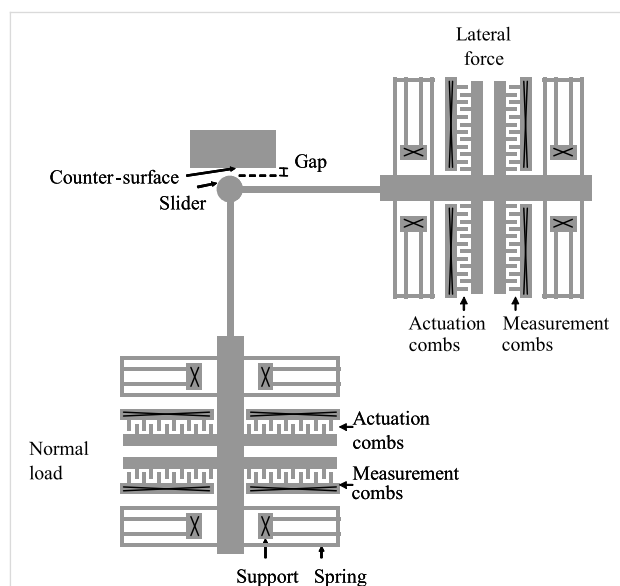 Lateral
force
Gap
Counter-surface
Slider
Actuation
combs
Measurement
combs
Actuation
combs
Normal
load
Measurement
combs
Support
Spring